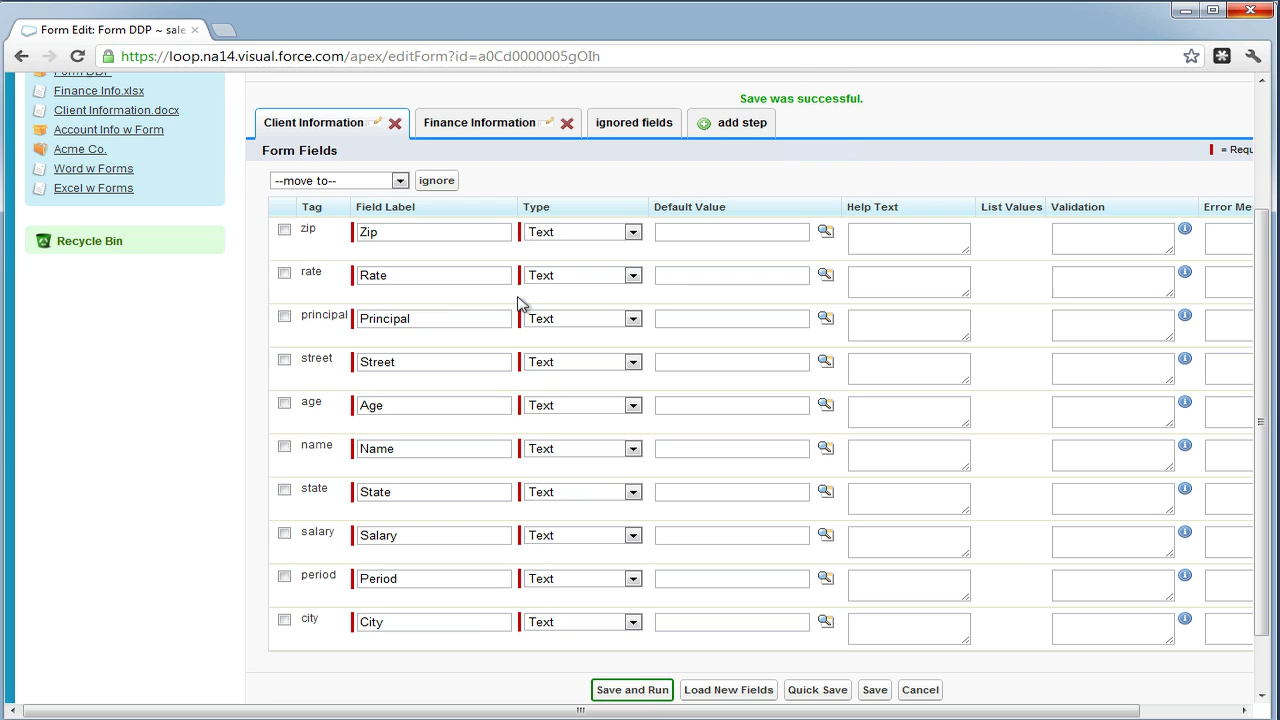 Form Edit: Form DDP ~ sale
https://loop.na14.visual.force.com/apex/editForm?id=a0Cd0000005gOIh
Form DDP
Finance Info.xlsx
Client Information.docx
Account Info w Form
Acme Co.
Word w Forms
Excel w Forms
Recycle Bin
Save was successful.
Client Information Finance Information ignored fields add step
Form Fields = Requ
--move to-- ignore
Tag Field Label Type Default Value Help Text List Values Validation Error Me
zip Zip Text
rate Rate Text
principal Principal Text
street Street Text
age Age Text
name Name Text
state State Text
salary Salary Text
period Period Text
city City Text
Save and Run Load New Fields Quick Save Save Cancel